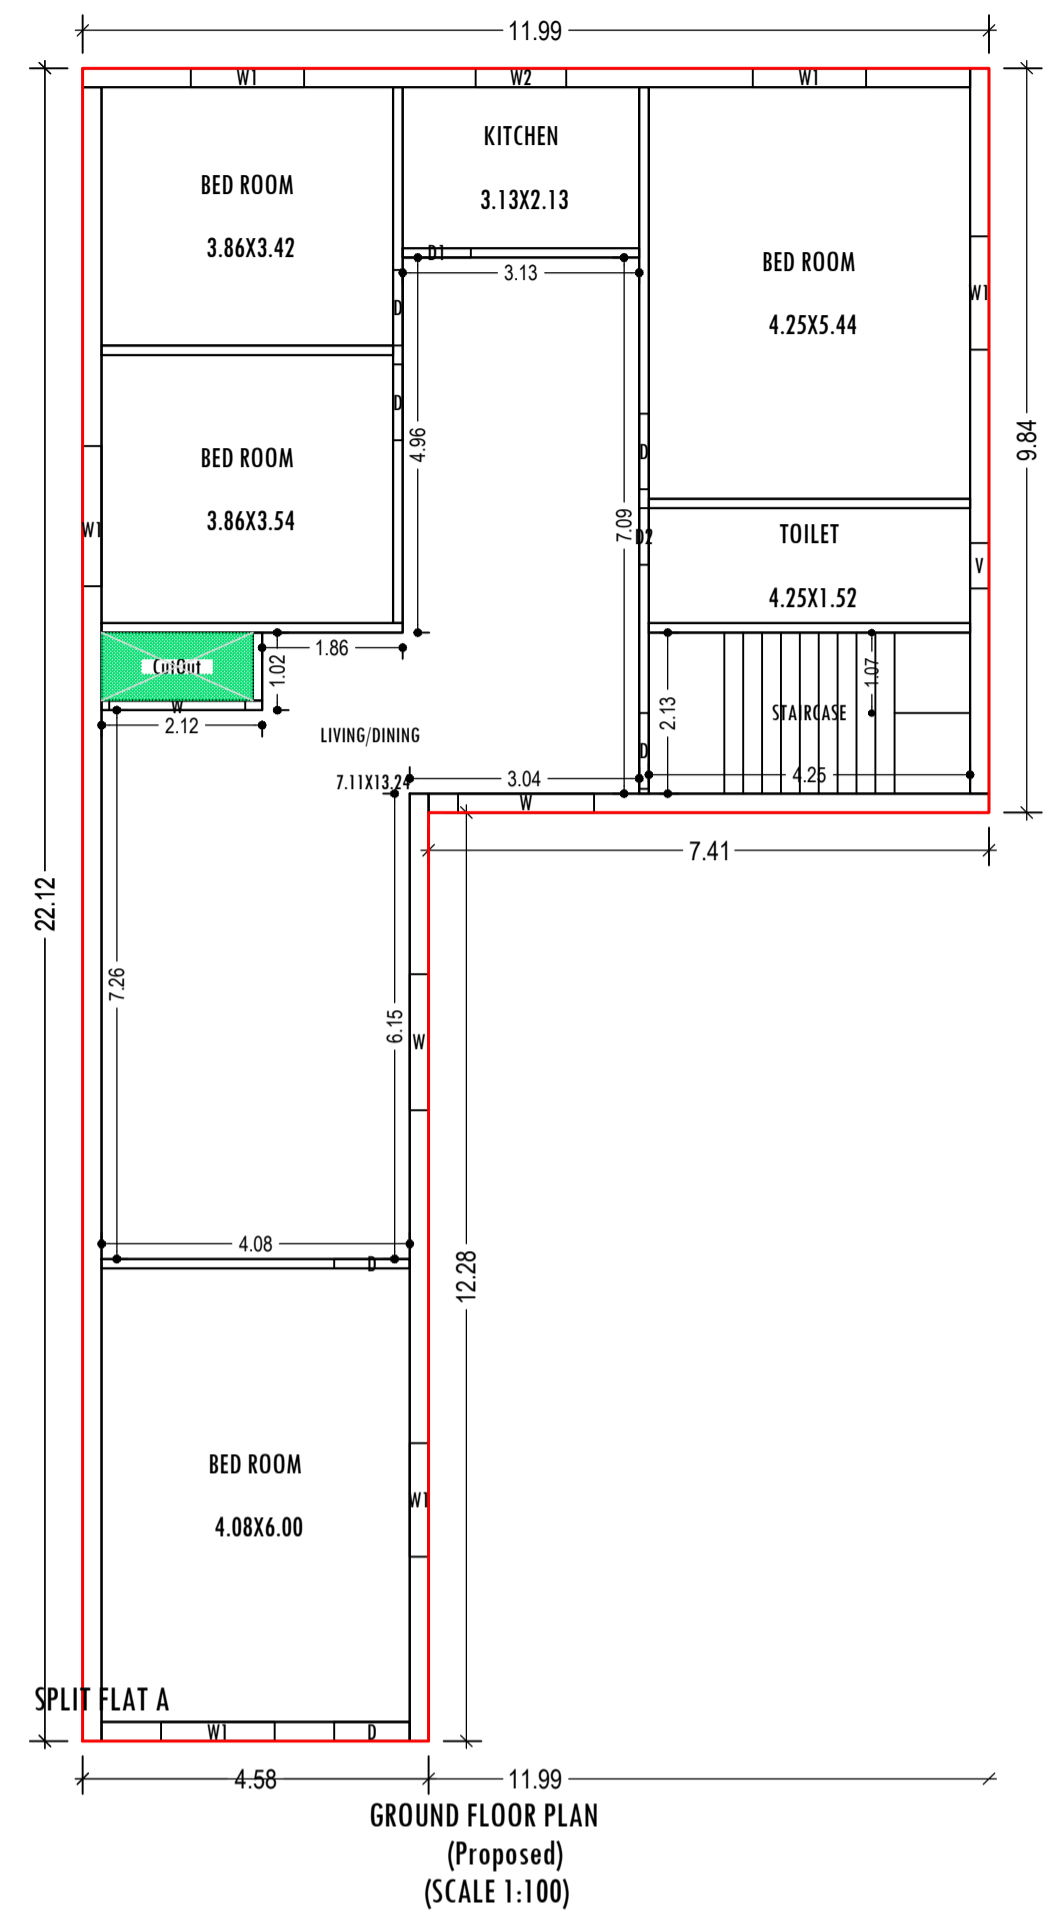 11.99
W1
W2
W1
KITCHEN
3.13X2.13
BED ROOM
3.86X3.42
D1
3.13
BED ROOM
4.25X5.44
W1
D
D
4.96
9.84
BED ROOM
3.86X3.54
W1
D
7.09
D2
TOILET
4.25X1.52
V
CutOut
W
2.12
1.02
1.86
1.07
2.13
STAIRCASE
LIVING/DINING
7.11X13.24
3.04
D
4.25
W
7.41
22.12
7.26
6.15
W
4.08
D
12.28
BED ROOM
4.08X6.00
W1
SPLIT FLAT A
W1
D
4.58
11.99
GROUND FLOOR PLAN
(Proposed)
(SCALE 1:100)